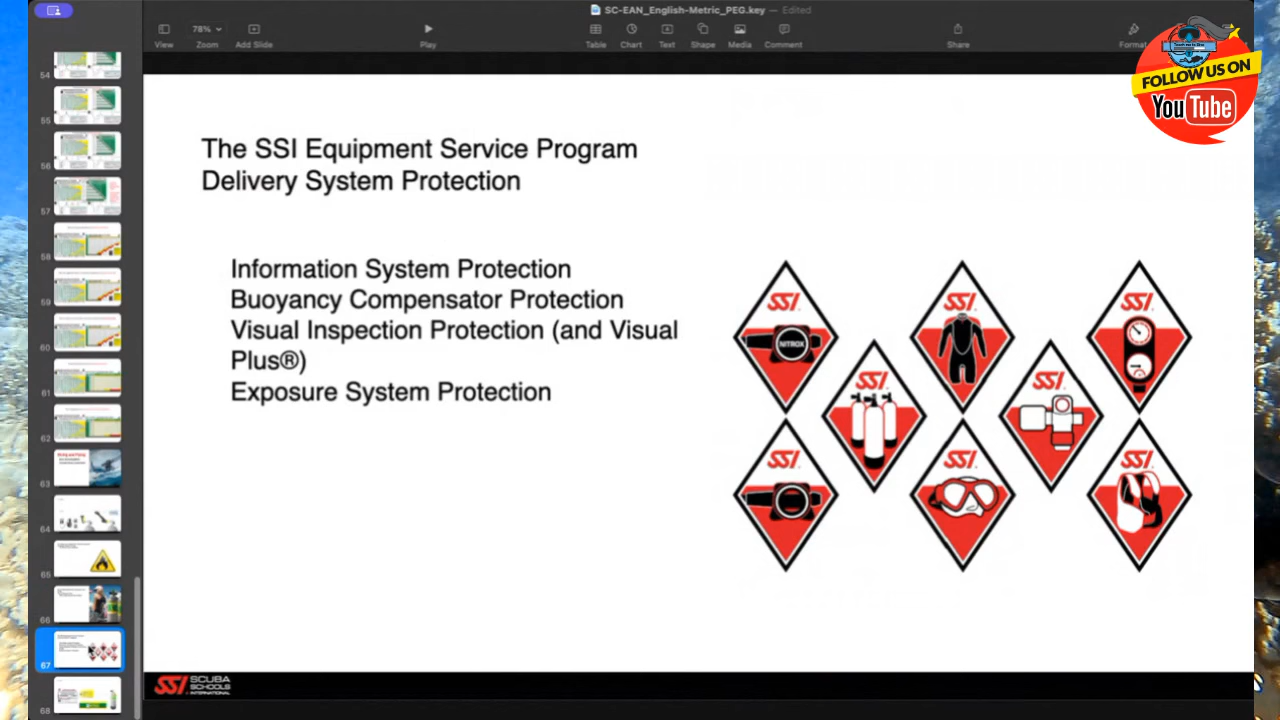 SC-EAN_English-Metric_PEG.key — Edited
78%
View
Zoom
Add Slide
Play
Table
Chart
Text
Shape
Media
Comment
Share
Format
FOLLOW US ON
YouTube
54
55
56
57
58
59
60
61
62
63
64
65
66
67
68
The SSI Equipment Service Program
Delivery System Protection
Information System Protection
Buoyancy Compensator Protection
Visual Inspection Protection (and Visual
Plus®)
Exposure System Protection
SSI
SSI
SSI
NITROX
SSI
SSI
SSI
SSI
SSI
SSI SCUBA
SCHOOLS
INTERNATIONAL